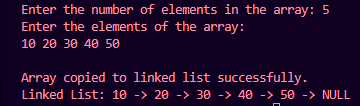 Enter the number of elements in the array: 5
Enter the elements of the array:
10 20 30 40 50
Array copied to linked list successfully.
Linked List: 10 -> 20 -> 30 -> 40 -> 50 -> NULL